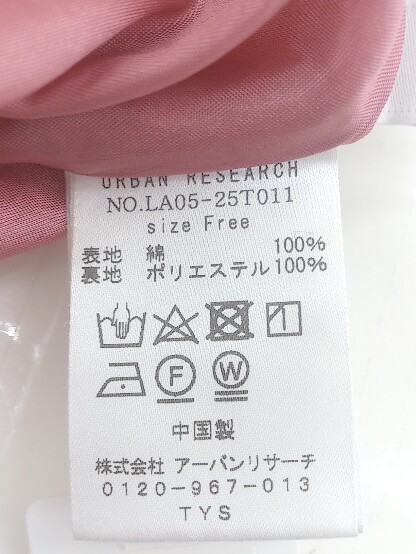 URBAN RESEARCH
NO.LA05-25T011
size Free
表地 綿 100%
裏地 ポリエステル100%
F W
中国製
株式会社 アーバンリサーチ
0120-967-013
TYS